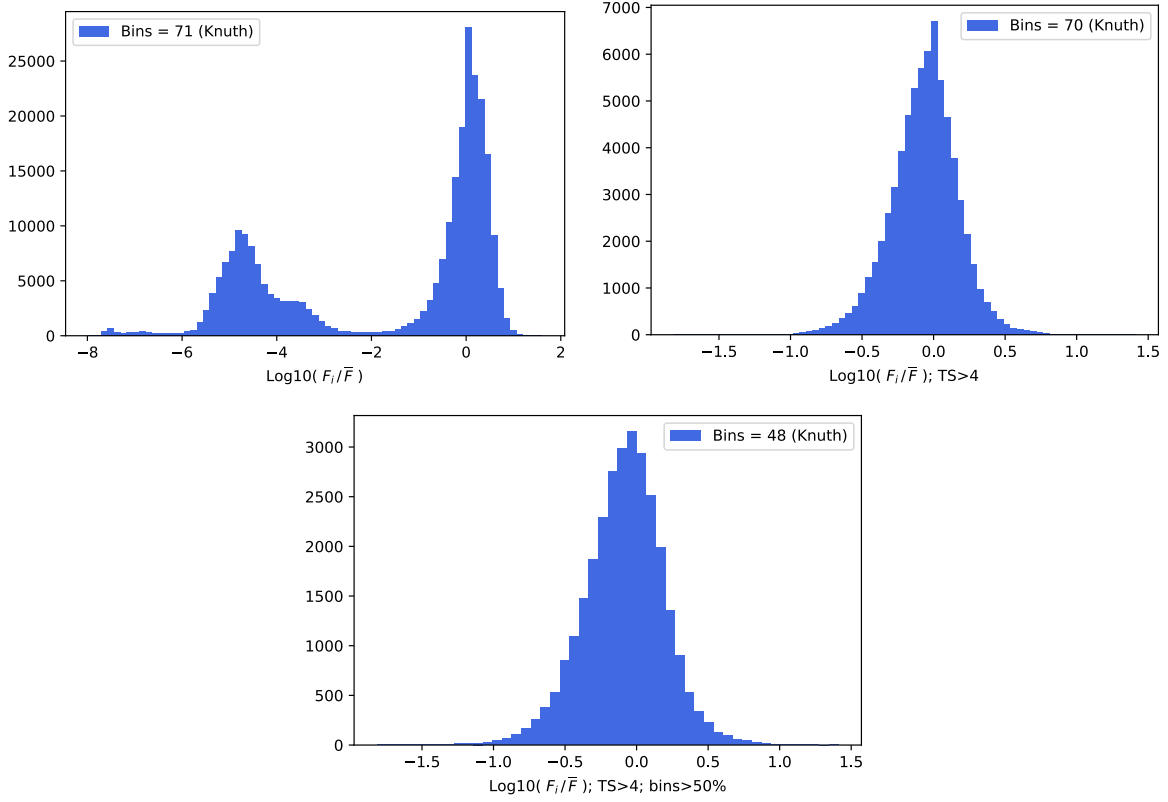 Bins = 71 (Knuth)
25000
20000
15000
10000
5000
0
−8 −6 −4 −2 0 2
Log10( F_i/F̅ )
Bins = 70 (Knuth)
7000
6000
5000
4000
3000
2000
1000
0
−1.5 −1.0 −0.5 0.0 0.5 1.0 1.5
Log10( F_i/F̅ ); TS>4
Bins = 48 (Knuth)
3000
2500
2000
1500
1000
500
0
−1.5 −1.0 −0.5 0.0 0.5 1.0 1.5
Log10( F_i/F̅ ); TS>4; bins>50%